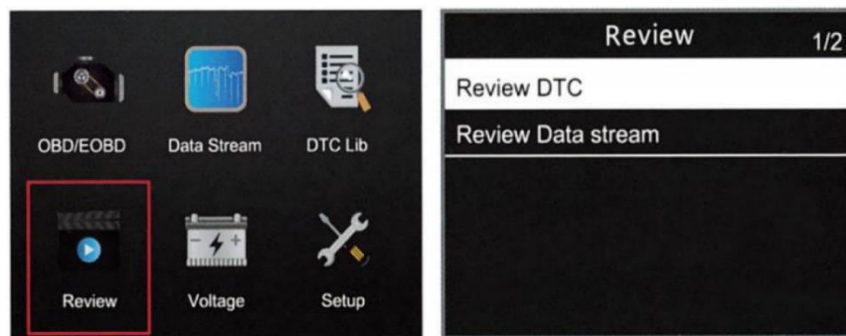 OBD/EOBD Data Stream DTC Lib
Review Voltage Setup
Review 1/2
Review DTC
Review Data stream